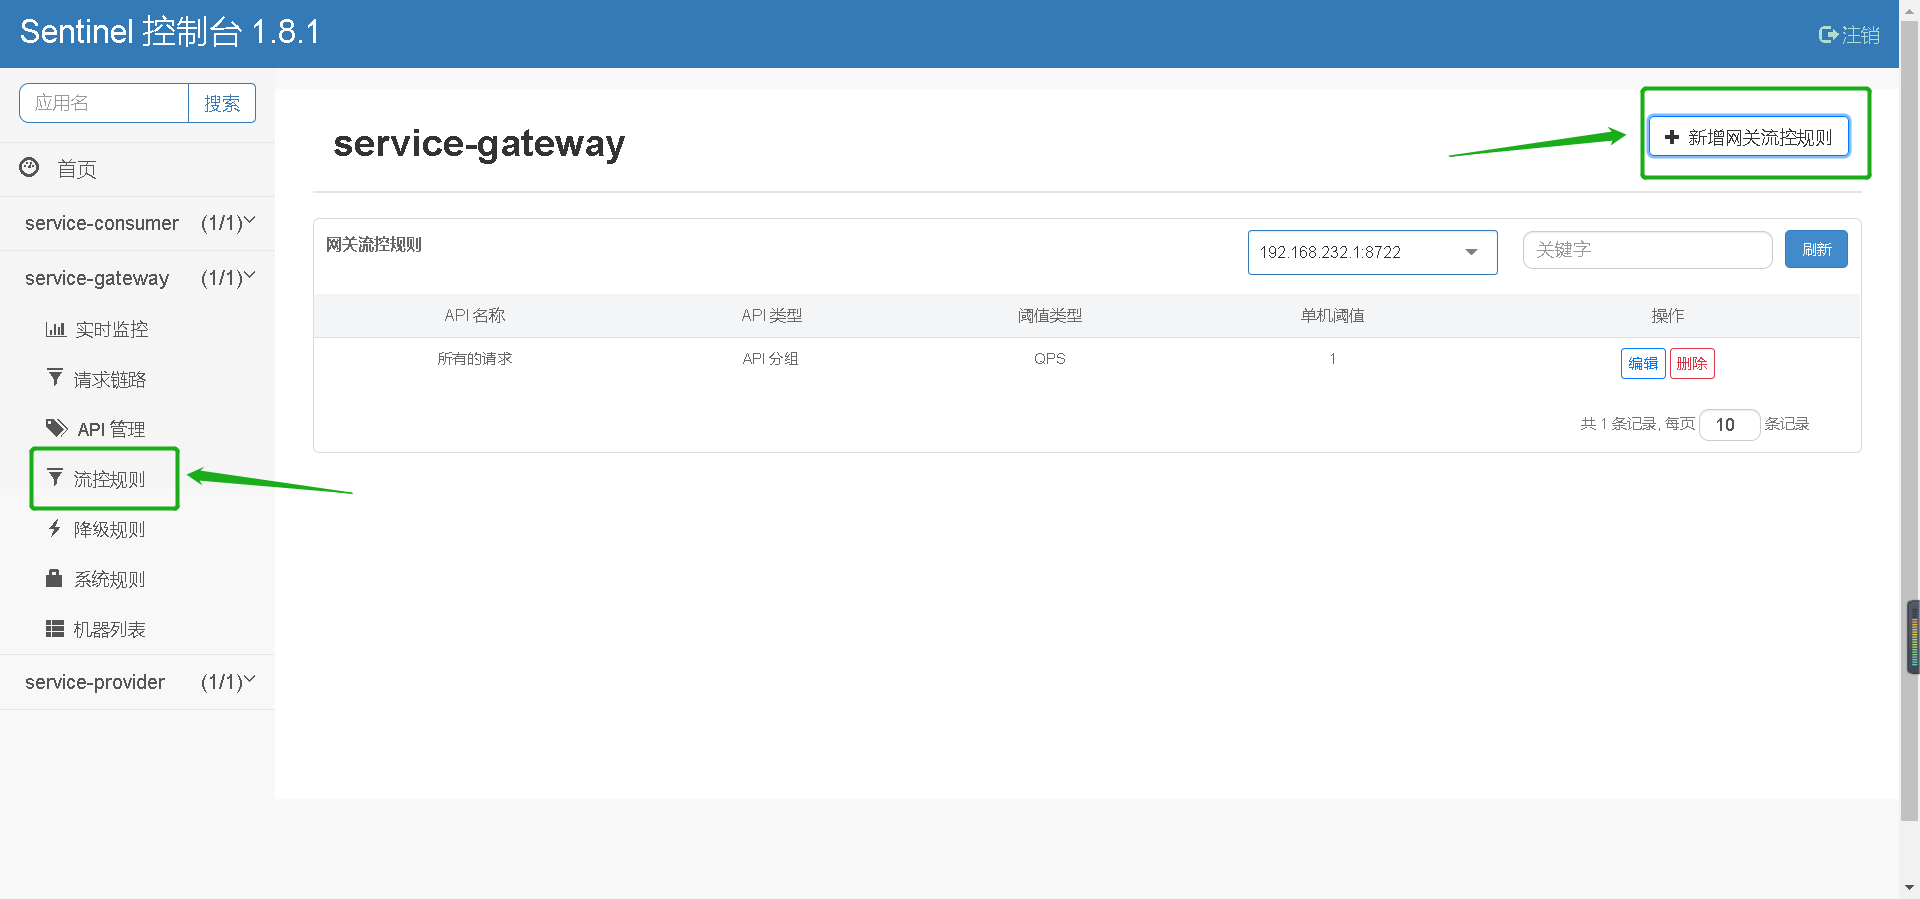 Sentinel 控制台 1.8.1
注销
应用名 搜索
首页
service-consumer (1/1)
service-gateway (1/1)
实时监控
请求链路
API 管理
流控规则
降级规则
系统规则
机器列表
service-provider (1/1)
service-gateway
新增网关流控规则
网关流控规则 192.168.232.1:8722 关键字 刷新
API 名称 API 类型 阈值类型 单机阈值 操作
所有的请求 API 分组 QPS 1 编辑 删除
共 1 条记录, 每页 10 条记录